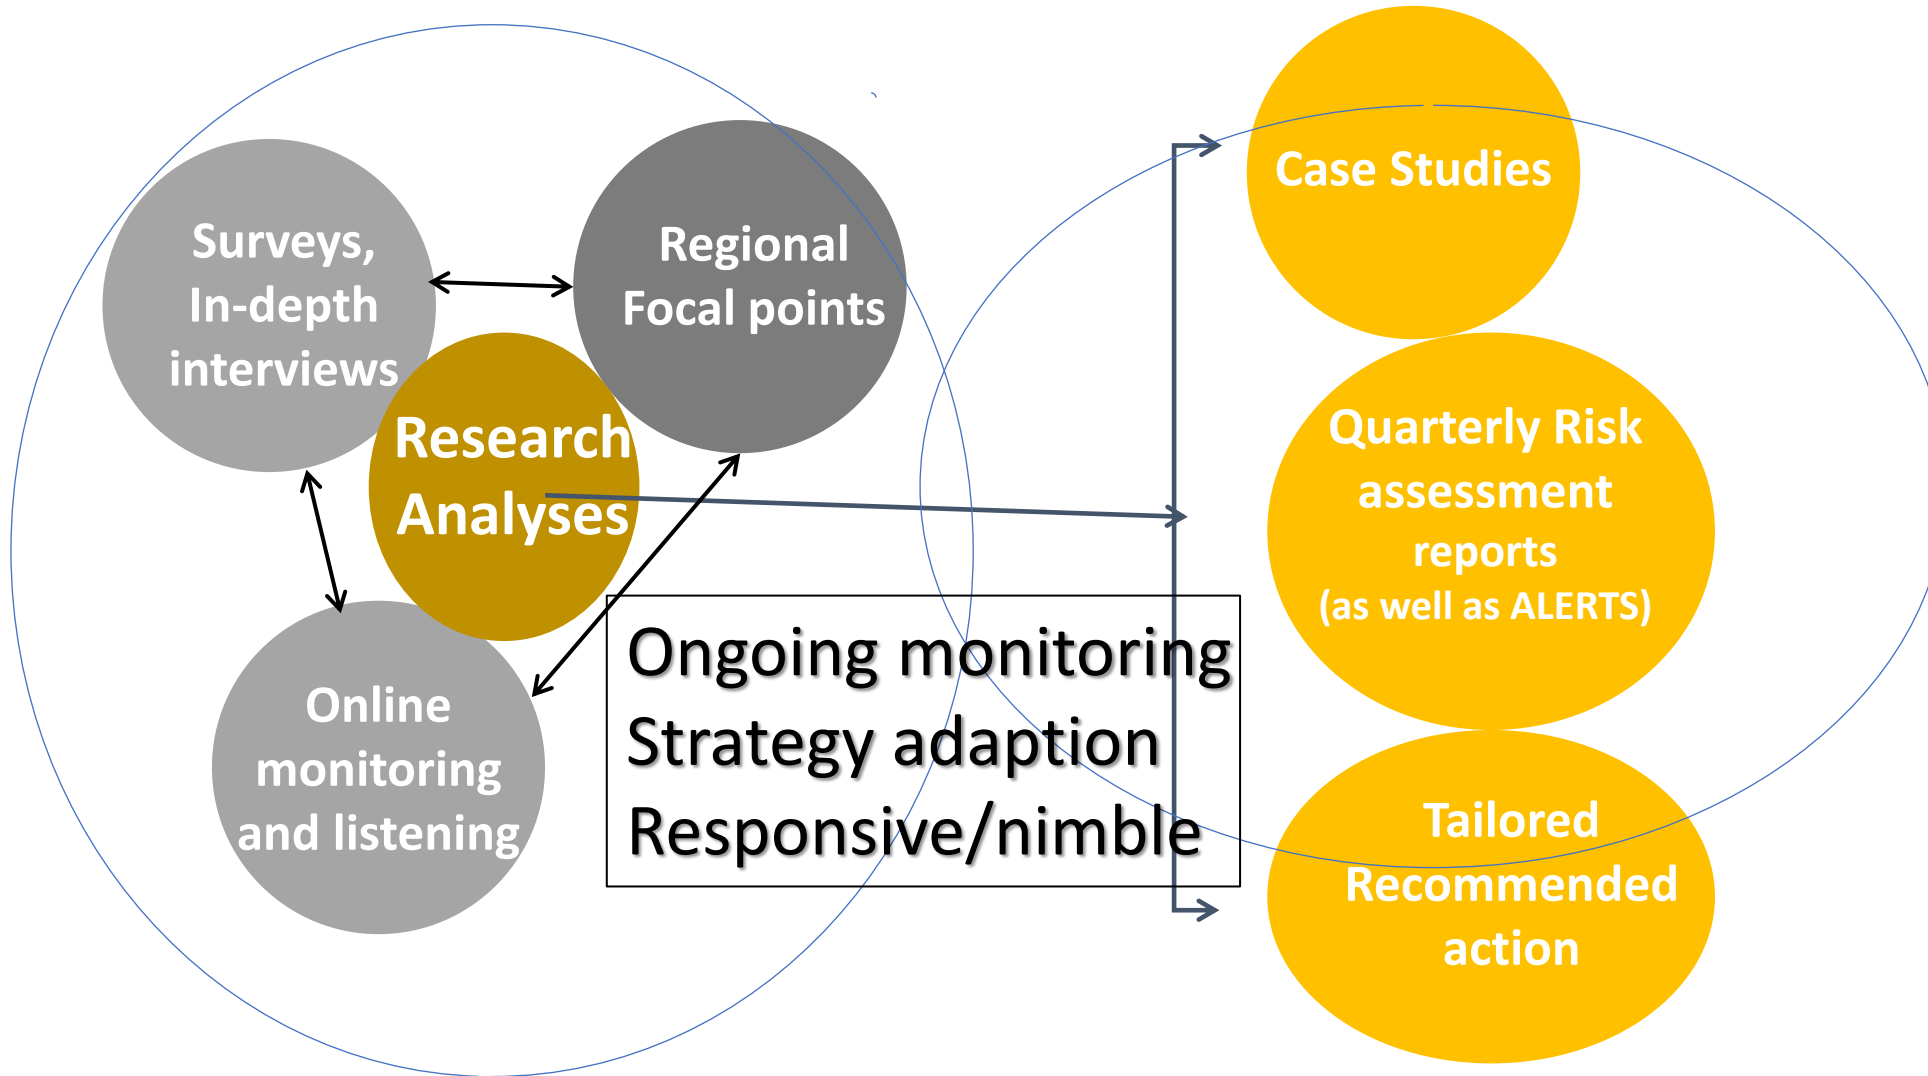 Surveys,
In-depth
interviews
Regional
Focal points
Research
Analyses
Online
monitoring
and listening
Ongoing monitoring
Strategy adaption
Responsive/nimble
Case Studies
Quarterly Risk
assessment
reports
(as well as ALERTS)
Tailored
Recommended
action